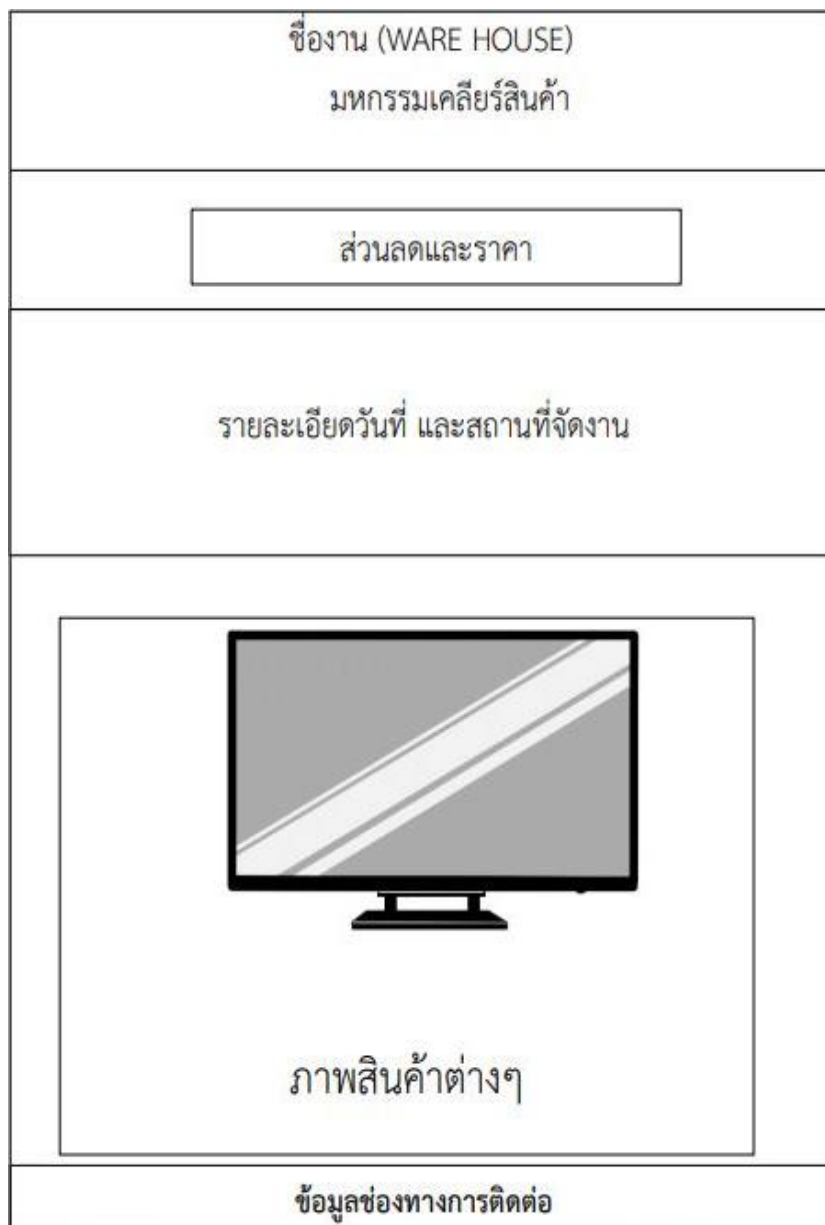 ชื่องาน (WARE HOUSE)
มหกรรมเคลียร์สินค้า
ส่วนลดและราคา
รายละเอียดวันที่ และสถานที่จัดงาน
ภาพสินค้าต่างๆ
ข้อมูลช่องทางการติดต่อ